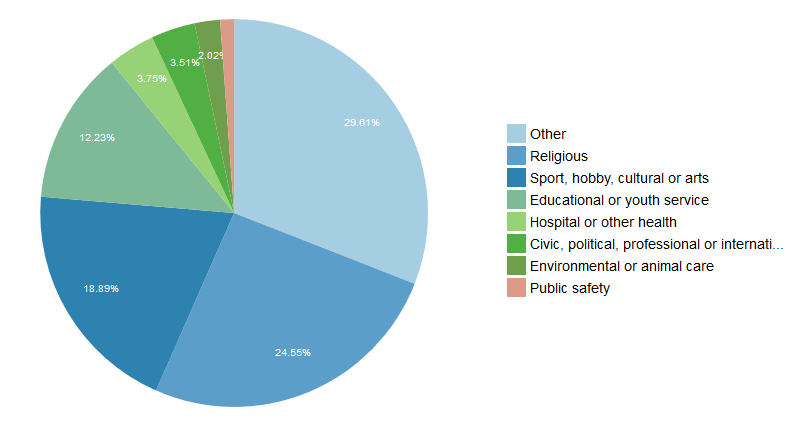 2.02%
3.51%
3.75%
29.61%
12.23%
18.89%
24.55%
Other
Religious
Sport, hobby, cultural or arts
Educational or youth service
Hospital or other health
Civic, political, professional or internati...
Environmental or animal care
Public safety